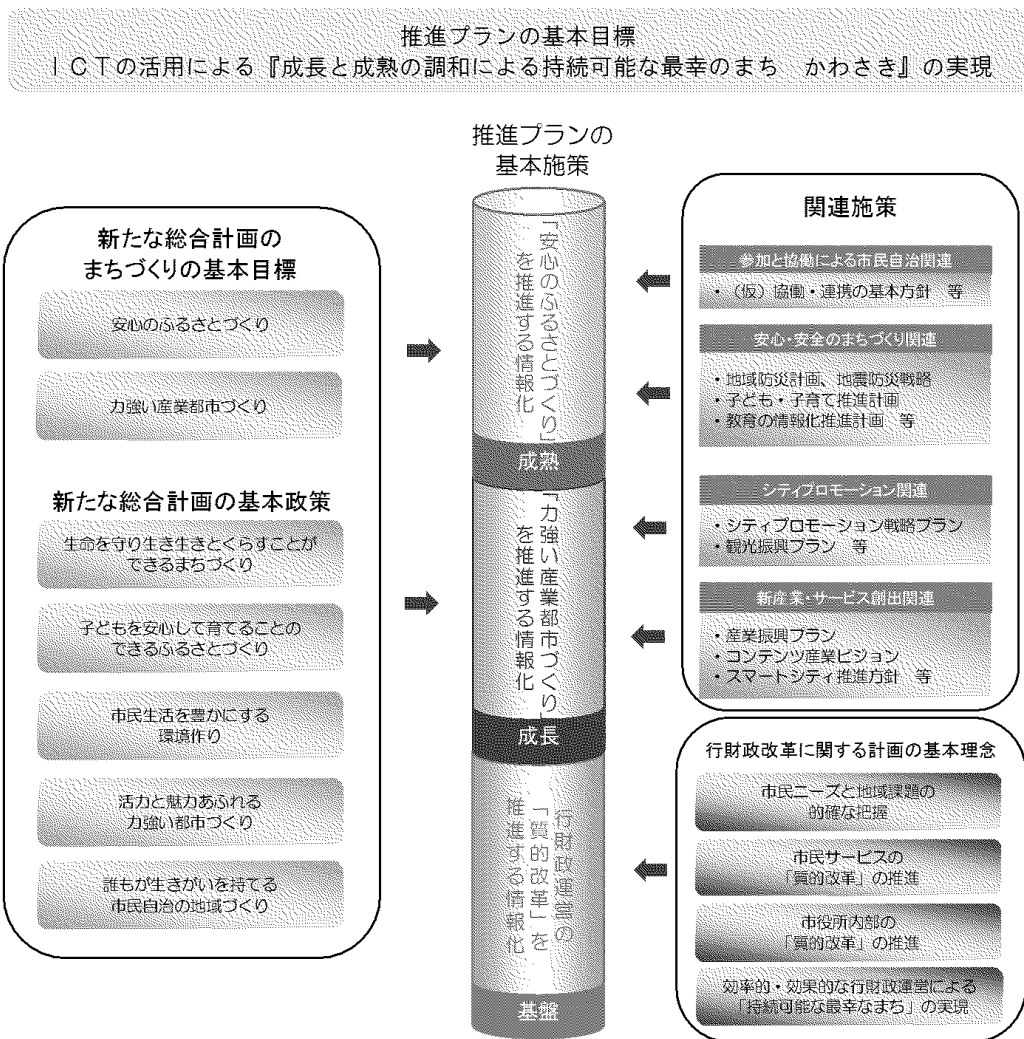 推進プランの基本目標
ICTの活用による『成長と成熟の調和による持続可能な最幸のまち　かわさき』の実現
新たな総合計画の
まちづくりの基本目標
安心のふるさとづくり
力強い産業都市づくり
新たな総合計画の基本政策
生命を守り生き生きとくらすことが
できるまちづくり
子どもを安心して育てることの
できるふるさとづくり
市民生活を豊かにする
環境作り
活力と魅力あふれる
力強い都市づくり
誰もが生きがいを持てる
市民自治の地域づくり
推進プランの
基本施策
「安心のふるさとづくり」
を推進する情報化
成熟
「力強い産業都市づくり」
を推進する情報化
成長
行財政運営の
「質的改革」を
推進する情報化
基盤
関連施策
参加と協働による市民自治関連
・（仮）協働・連携の基本方針　等
安心・安全のまちづくり関連
・地域防災計画、地震防災戦略
・子ども・子育て推進計画
・教育の情報化推進計画　等
シティプロモーション関連
・シティプロモーション戦略プラン
・観光振興プラン　等
新産業・サービス創出関連
・産業振興プラン
・コンテンツ産業ビジョン
・スマートシティ推進方針　等
行財政改革に関する計画の基本理念
市民ニーズと地域課題の
的確な把握
市民サービスの
「質的改革」の推進
市役所内部の
「質的改革」の推進
効率的・効果的な行財政運営による
「持続可能な最幸なまち」の実現